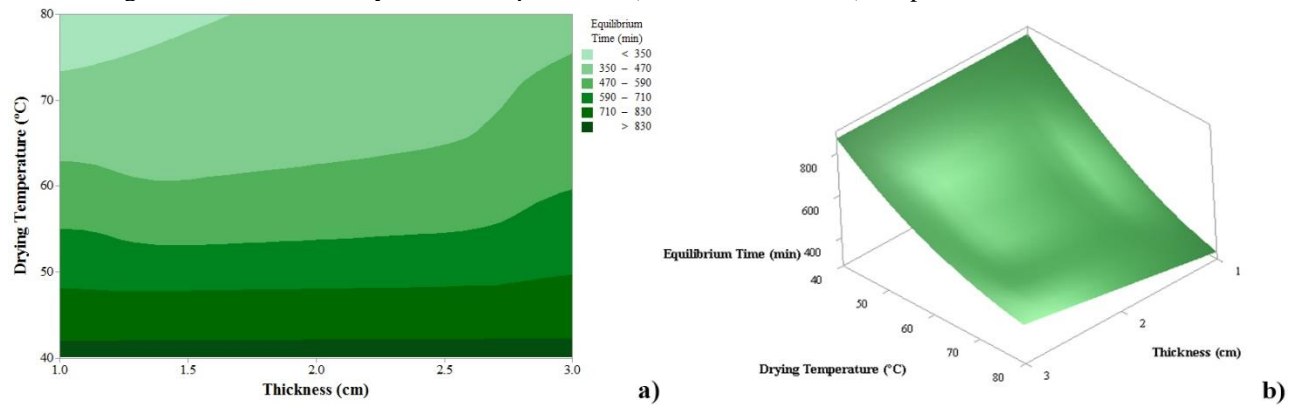 80
70
60
50
40
Drying Temperature (°C)
1.0 1.5 2.0 2.5 3.0
Thickness (cm)
Equilibrium
Time (min)
< 350
350 – 470
470 – 590
590 – 710
710 – 830
> 830
a)
800
600
400
Equilibrium Time (min)
40
50
60
70
80
Drying Temperature (°C)
1
2
3
Thickness (cm)
b)